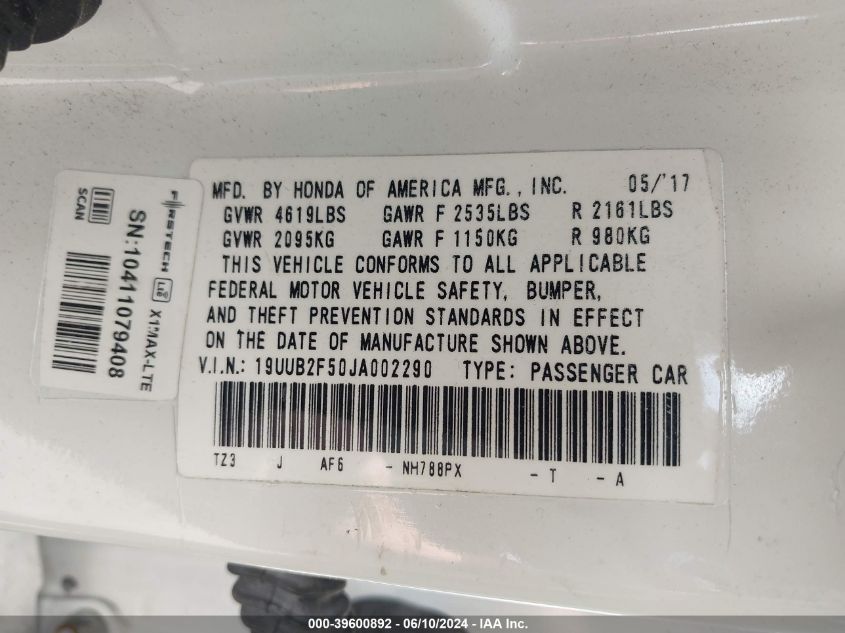 MFD. BY HONDA OF AMERICA MFG., INC. 05/'17
GVWR 4619LBS GAWR F 2535LBS R 2161LBS
GVWR 2095KG GAWR F 1150KG R 980KG
THIS VEHICLE CONFORMS TO ALL APPLICABLE
FEDERAL MOTOR VEHICLE SAFETY, BUMPER,
AND THEFT PREVENTION STANDARDS IN EFFECT
ON THE DATE OF MANUFACTURE SHOWN ABOVE.
V.I.N.: 19UUB2F50JA002290 TYPE: PASSENGER CAR
TZ3 J AF6 - NH788PX - T - A
FIRSTECH LTE X1MAX-LTE
SN:10411079408
SCAN
000-39600892 - 06/10/2024 - IAA Inc.